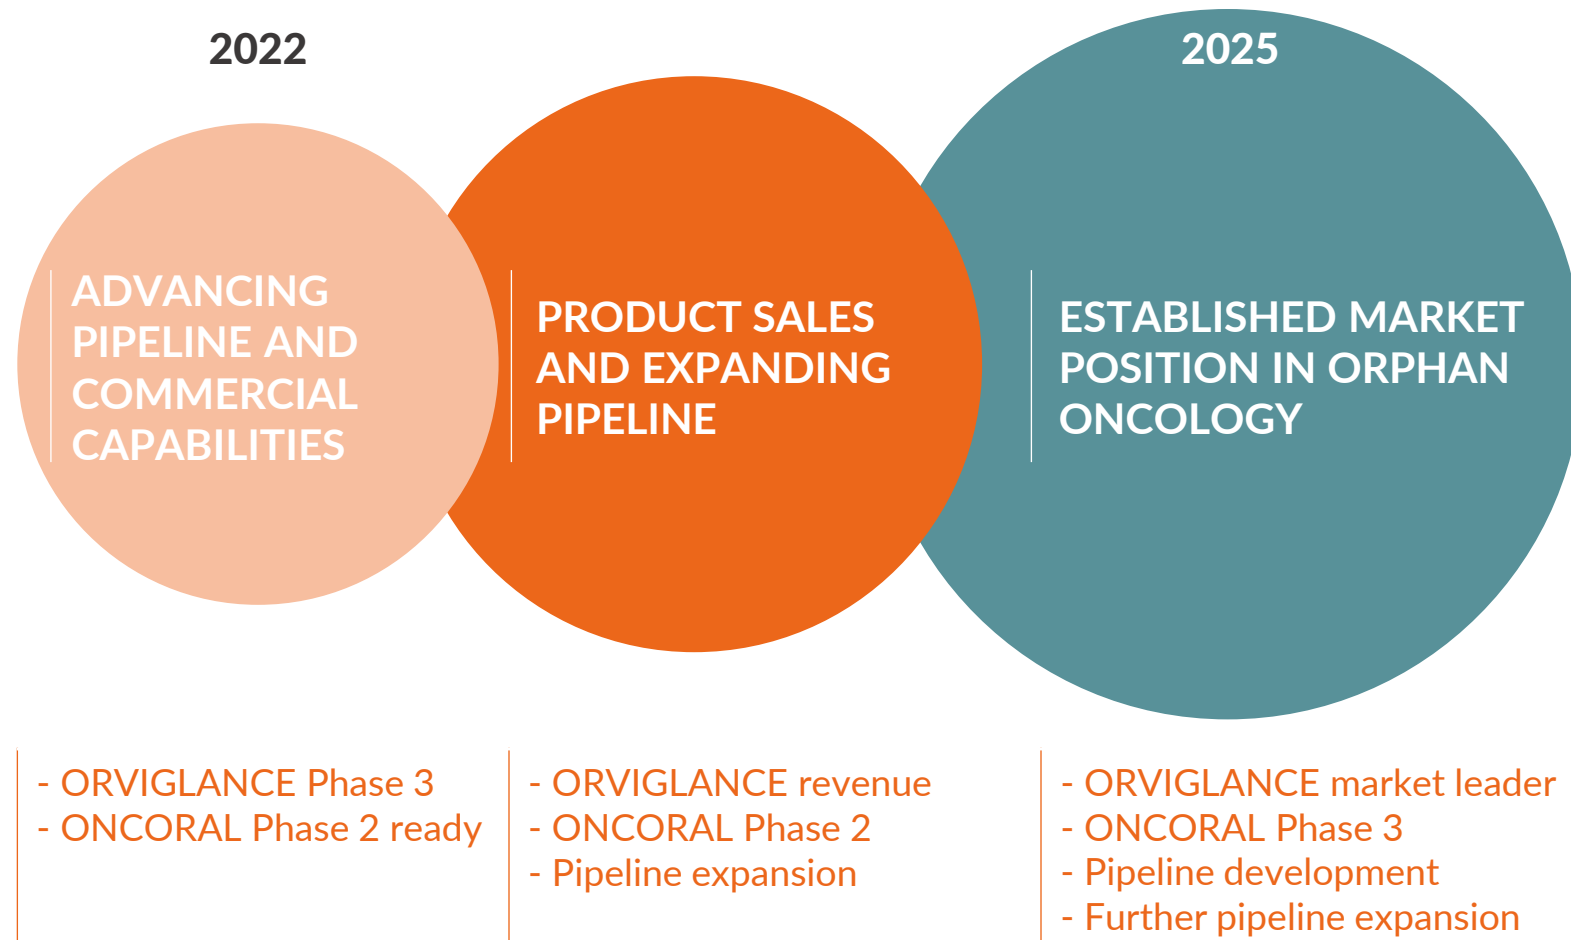 2022
2025
ADVANCING
PIPELINE AND
COMMERCIAL
CAPABILITIES
PRODUCT SALES
AND EXPANDING
PIPELINE
ESTABLISHED MARKET
POSITION IN ORPHAN
ONCOLOGY
- ORVIGLANCE Phase 3
- ONCORAL Phase 2 ready
- ORVIGLANCE revenue
- ONCORAL Phase 2
- Pipeline expansion
- ORVIGLANCE market leader
- ONCORAL Phase 3
- Pipeline development
- Further pipeline expansion